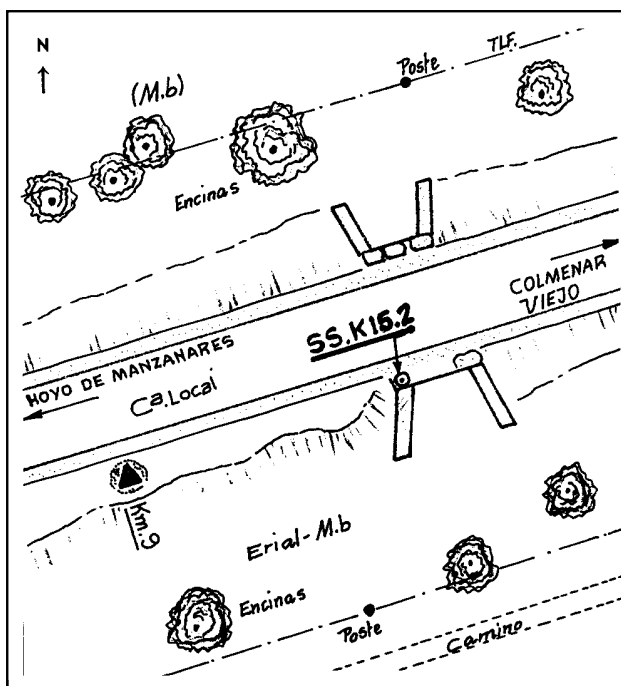 N
TLF.
Poste
(M.b)
Encinas
COLMENAR
VIEJO
SS.K15.2
HOYO DE MANZANARES
Cª.Local
Km.9
Erial-M.b
Encinas
Poste
Camino